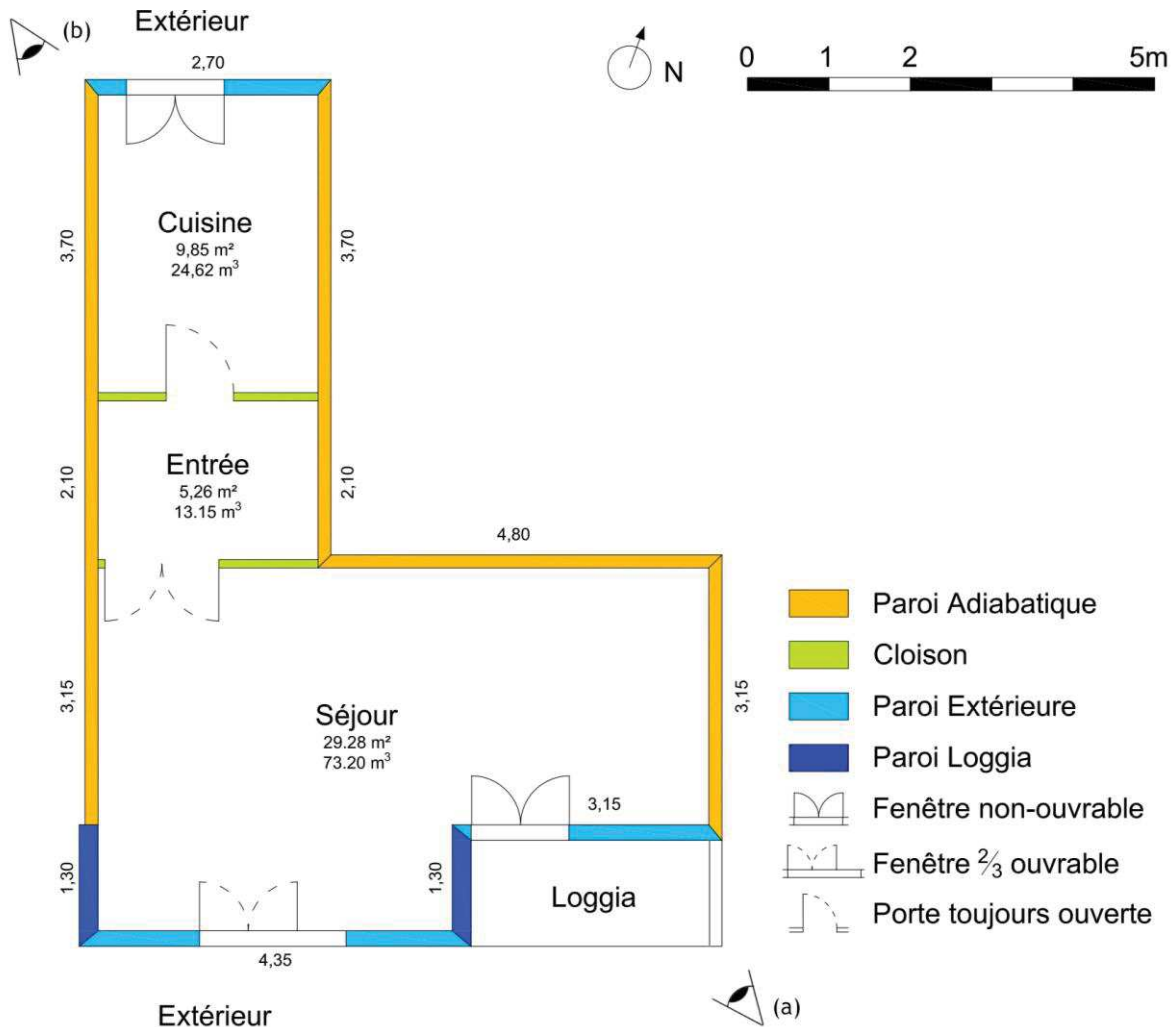 (b)
Extérieur
2,70
N
0 1 2 5m
3,70
Cuisine
9,85 m²
24,62 m³
3,70
2,10
Entrée
5,26 m²
13.15 m³
2,10
4,80
3,15
Séjour
29.28 m²
73.20 m³
3,15
3,15
1,30
1,30
Loggia
4,35
Extérieur
(a)
Paroi Adiabatique
Cloison
Paroi Extérieure
Paroi Loggia
Fenêtre non-ouvrable
Fenêtre ⅔ ouvrable
Porte toujours ouverte